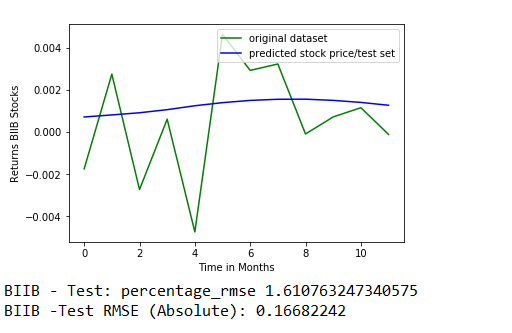 original dataset
predicted stock price/test set
0.004
0.002
0.000
−0.002
−0.004
Returns BIIB Stocks
0 2 4 6 8 10
Time in Months
BIIB - Test: percentage_rmse 1.610763247340575
BIIB -Test RMSE (Absolute): 0.16682242